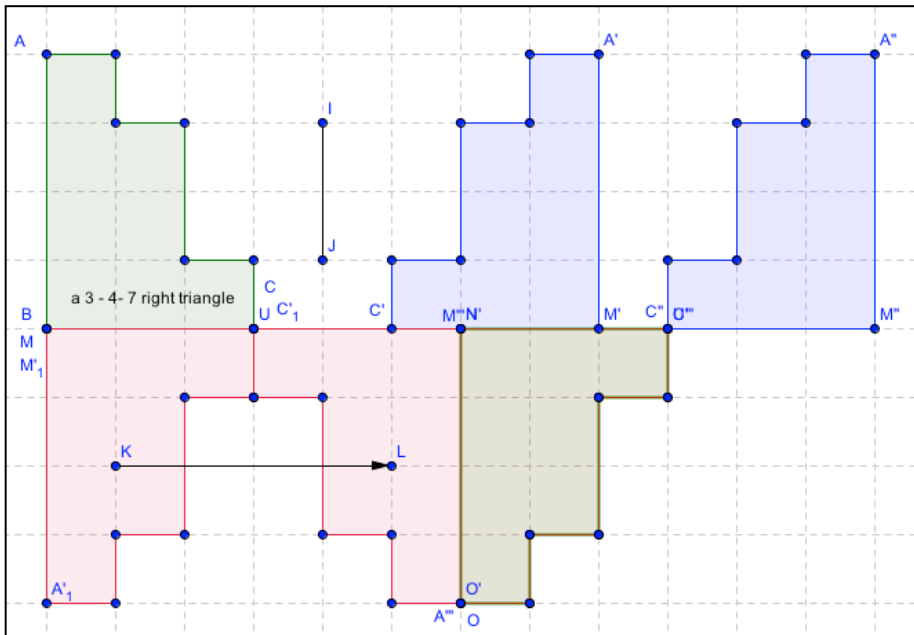 A A' A"
I
J
a 3 - 4- 7 right triangle
C
B U C'₁ C' M''' N' M' C" M"
M
M'₁
K L
A'₁ A''' O'
O